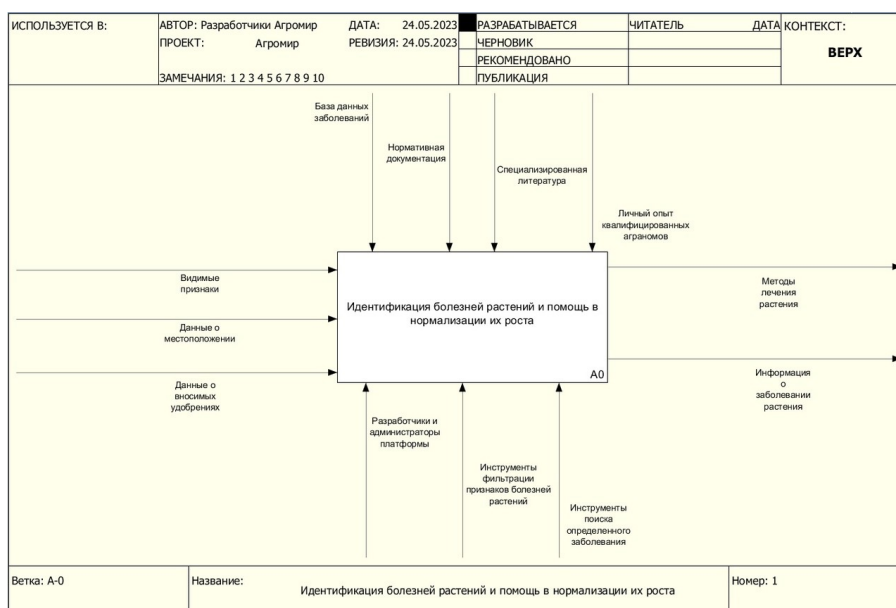 ИСПОЛЬЗУЕТСЯ В:
АВТОР: Разработчики Агромир
ДАТА: 24.05.2023
ПРОЕКТ: Агромир
РЕВИЗИЯ: 24.05.2023
ЗАМЕЧАНИЯ: 1 2 3 4 5 6 7 8 9 10
РАЗРАБАТЫВАЕТСЯ
ЧЕРНОВИК
РЕКОМЕНДОВАНО
ПУБЛИКАЦИЯ
ЧИТАТЕЛЬ
ДАТА
КОНТЕКСТ:
ВЕРХ
База данных
заболеваний
Нормативная
документация
Специализированная
литература
Личный опыт
квалифицированных
аграномов
Видимые
признаки
Данные о
местоположении
Данные о
вносимых
удобрениях
Идентификация болезней растений и помощь в
нормализации их роста
A0
Методы
лечения
растения
Информация
о
заболевании
растения
Разработчики и
администраторы
платформы
Инструменты
фильтрации
признаков болезней
растений
Инструменты
поиска
определенного
заболевания
Ветка: A-0
Название:
Идентификация болезней растений и помощь в нормализации их роста
Номер: 1